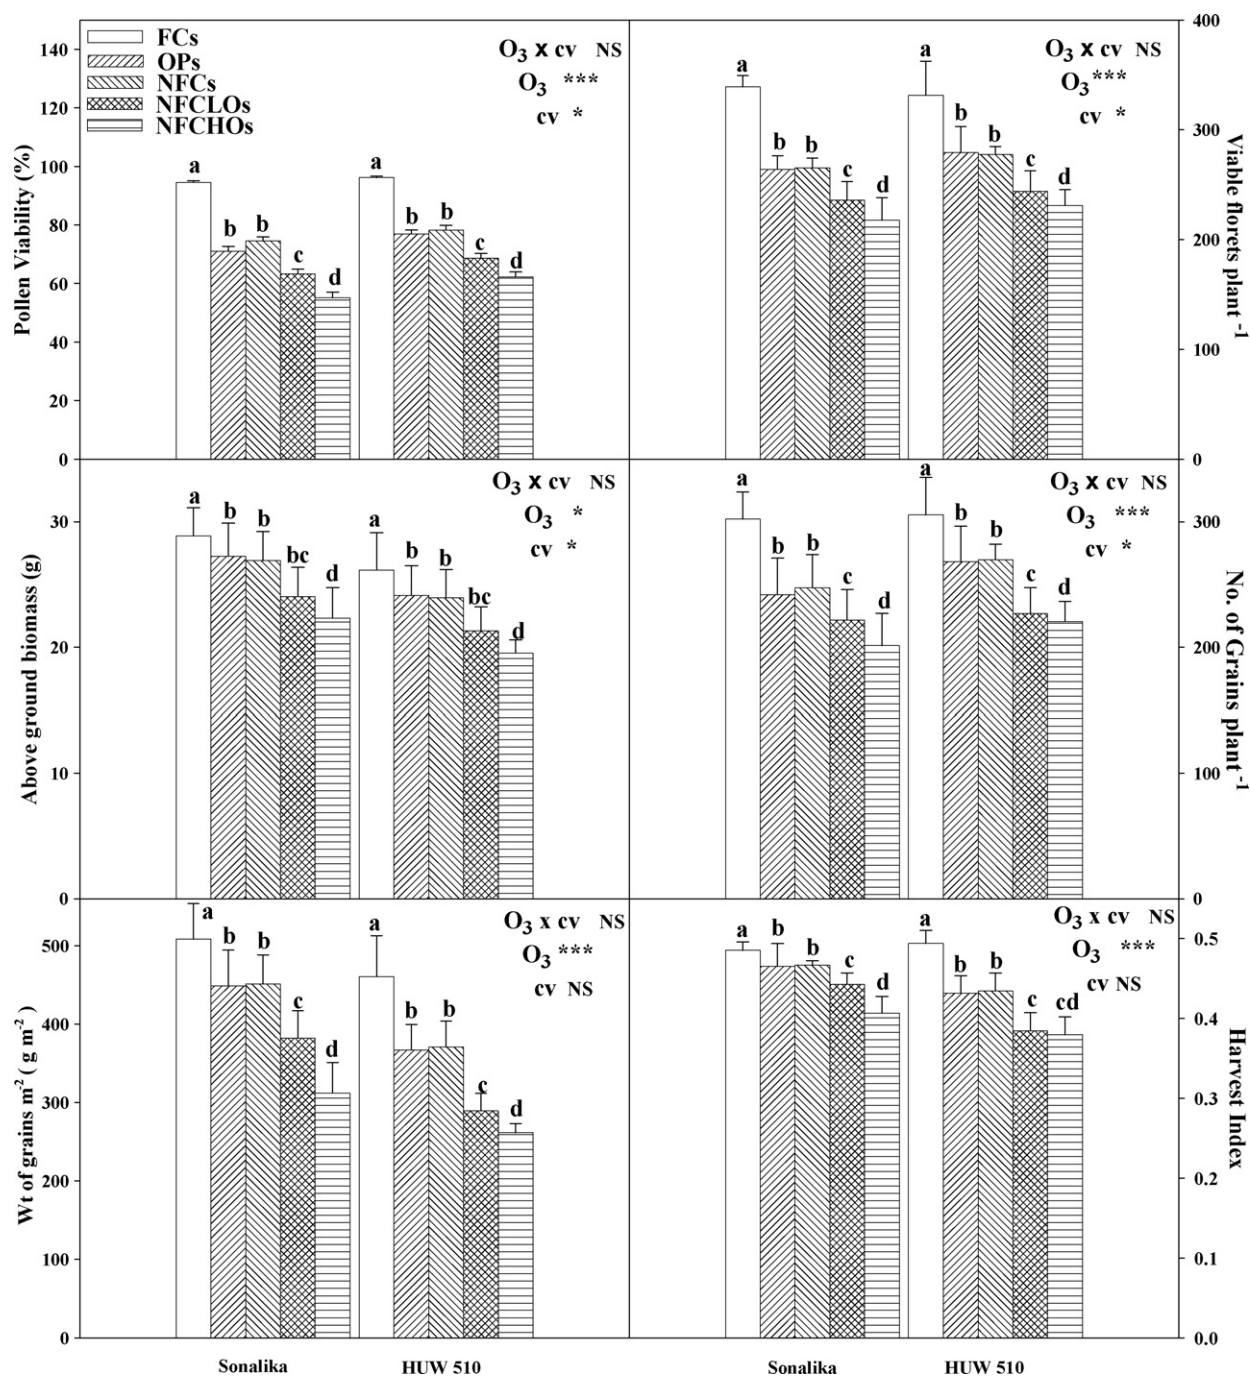 FCs
OPs
NFCs
NFCLOs
NFCHOs
O3 x cv NS
O3 ***
cv *
Pollen Viability (%)
140
120
100
80
60
40
20
0
a
b
b
c
d
a
b
b
c
d
O3 x cv NS
O3 ***
cv *
Viable florets plant -1
400
300
200
100
0
a
b
b
c
d
a
b
b
c
d
O3 x cv NS
O3 *
cv *
Above ground biomass (g)
30
20
10
0
a
b
b
bc
d
a
b
b
bc
d
O3 x cv NS
O3 ***
cv *
No. of Grains plant -1
300
200
100
0
a
b
b
c
d
a
b
b
c
d
O3 x cv NS
O3 ***
cv NS
Wt of grains m-2 ( g m-2 )
500
400
300
200
100
0
a
b
b
c
d
a
b
b
c
d
O3 x cv NS
O3 ***
cv NS
Harvest Index
0.5
0.4
0.3
0.2
0.1
0.0
a
b
b
c
d
a
b
b
c
cd
Sonalika
HUW 510
Sonalika
HUW 510